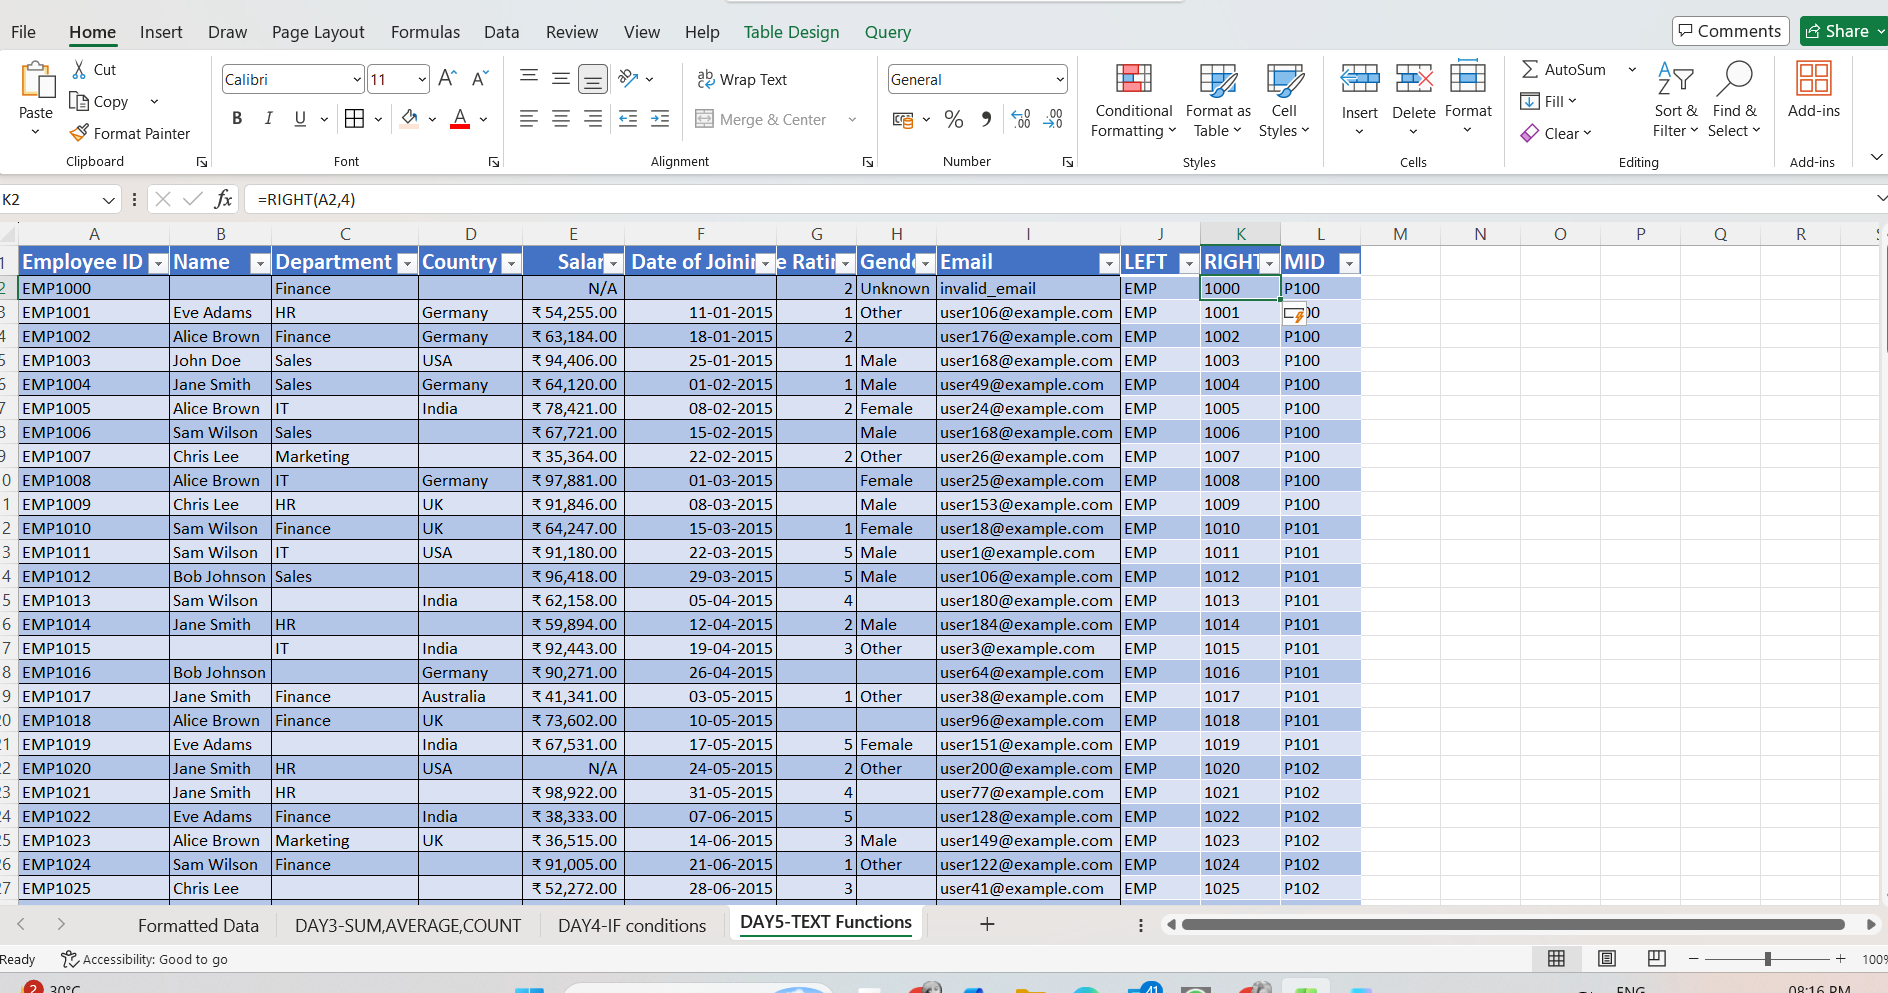 File Home Insert Draw Page Layout Formulas Data Review View Help Table Design Query Comments Share
Paste
Cut
Copy
Format Painter
Clipboard
Calibri 11
B I U A
Font
ab Wrap Text
Merge & Center
Alignment
General
% ,
Number
Conditional Formatting
Format as Table
Cell Styles
Styles
Insert
Delete
Format
Cells
AutoSum
Fill
Clear
Sort & Filter
Find & Select
Editing
Add-ins
Add-ins
K2 fx =RIGHT(A2,4)
A B C D E F G H I J K L M N O P Q R
Employee ID Name Department Country Salar Date of Joinin e Ratin Gende Email LEFT RIGHT MID
EMP1000 Finance N/A 2 Unknown invalid_email EMP 1000 P100
EMP1001 Eve Adams HR Germany ₹ 54,255.00 11-01-2015 1 Other user106@example.com EMP 1001 00
EMP1002 Alice Brown Finance Germany ₹ 63,184.00 18-01-2015 2 user176@example.com EMP 1002 P100
EMP1003 John Doe Sales USA ₹ 94,406.00 25-01-2015 1 Male user168@example.com EMP 1003 P100
EMP1004 Jane Smith Sales Germany ₹ 64,120.00 01-02-2015 1 Male user49@example.com EMP 1004 P100
EMP1005 Alice Brown IT India ₹ 78,421.00 08-02-2015 2 Female user24@example.com EMP 1005 P100
EMP1006 Sam Wilson Sales ₹ 67,721.00 15-02-2015 Male user168@example.com EMP 1006 P100
EMP1007 Chris Lee Marketing ₹ 35,364.00 22-02-2015 2 Other user26@example.com EMP 1007 P100
EMP1008 Alice Brown IT Germany ₹ 97,881.00 01-03-2015 Female user25@example.com EMP 1008 P100
EMP1009 Chris Lee HR UK ₹ 91,846.00 08-03-2015 Male user153@example.com EMP 1009 P100
EMP1010 Sam Wilson Finance UK ₹ 64,247.00 15-03-2015 1 Female user18@example.com EMP 1010 P101
EMP1011 Sam Wilson IT USA ₹ 91,180.00 22-03-2015 5 Male user1@example.com EMP 1011 P101
EMP1012 Bob Johnson Sales ₹ 96,418.00 29-03-2015 5 Male user106@example.com EMP 1012 P101
EMP1013 Sam Wilson India ₹ 62,158.00 05-04-2015 4 user180@example.com EMP 1013 P101
EMP1014 Jane Smith HR ₹ 59,894.00 12-04-2015 2 Male user184@example.com EMP 1014 P101
EMP1015 IT India ₹ 92,443.00 19-04-2015 3 Other user3@example.com EMP 1015 P101
EMP1016 Bob Johnson Germany ₹ 90,271.00 26-04-2015 user64@example.com EMP 1016 P101
EMP1017 Jane Smith Finance Australia ₹ 41,341.00 03-05-2015 1 Other user38@example.com EMP 1017 P101
EMP1018 Alice Brown Finance UK ₹ 73,602.00 10-05-2015 user96@example.com EMP 1018 P101
EMP1019 Eve Adams India ₹ 67,531.00 17-05-2015 5 Female user151@example.com EMP 1019 P101
EMP1020 Jane Smith HR USA N/A 24-05-2015 2 Other user200@example.com EMP 1020 P102
EMP1021 Jane Smith HR ₹ 98,922.00 31-05-2015 4 user77@example.com EMP 1021 P102
EMP1022 Eve Adams Finance India ₹ 38,333.00 07-06-2015 5 user128@example.com EMP 1022 P102
EMP1023 Alice Brown Marketing UK ₹ 36,515.00 14-06-2015 3 Male user149@example.com EMP 1023 P102
EMP1024 Sam Wilson Finance ₹ 91,005.00 21-06-2015 1 Other user122@example.com EMP 1024 P102
EMP1025 Chris Lee ₹ 52,272.00 28-06-2015 3 user41@example.com EMP 1025 P102
Formatted Data DAY3-SUM,AVERAGE,COUNT DAY4-IF conditions DAY5-TEXT Functions
Ready Accessibility: Good to go 100%
2 30°C 41 ENG 08:16 PM